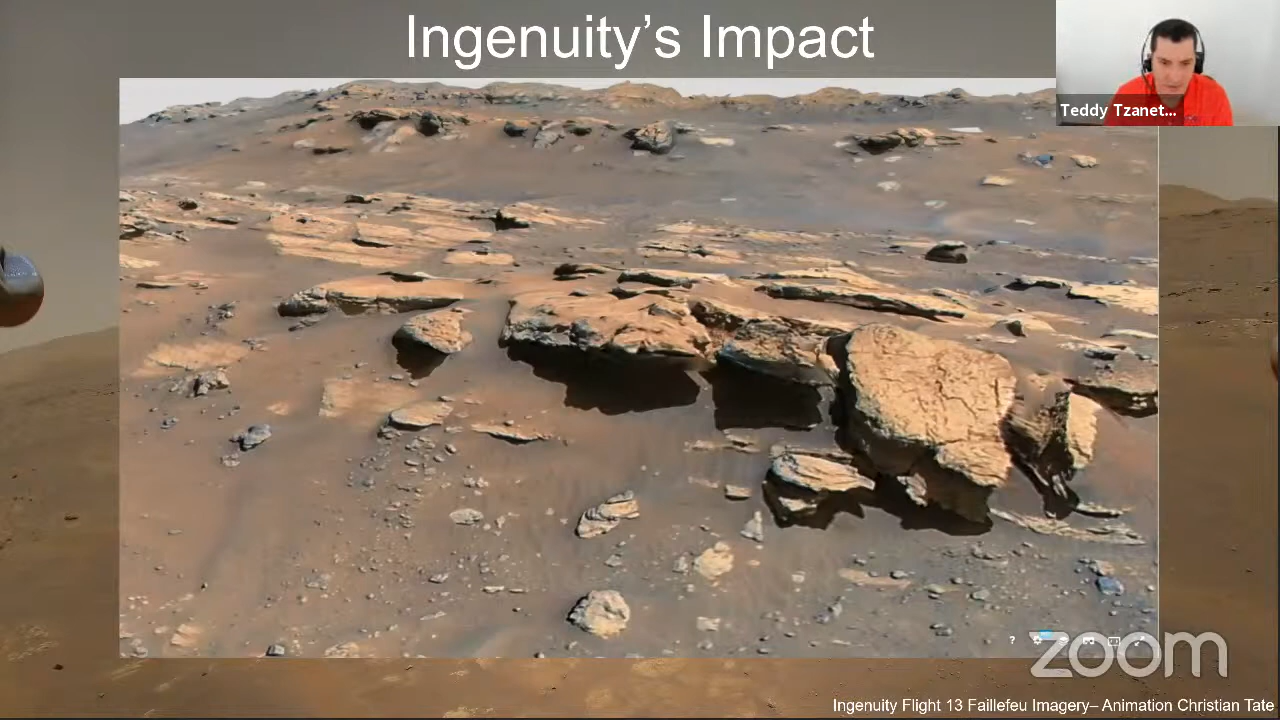 Ingenuity's Impact
Teddy Tzanet...
?
zoom
Ingenuity Flight 13 Faillefeu Imagery– Animation Christian Tate